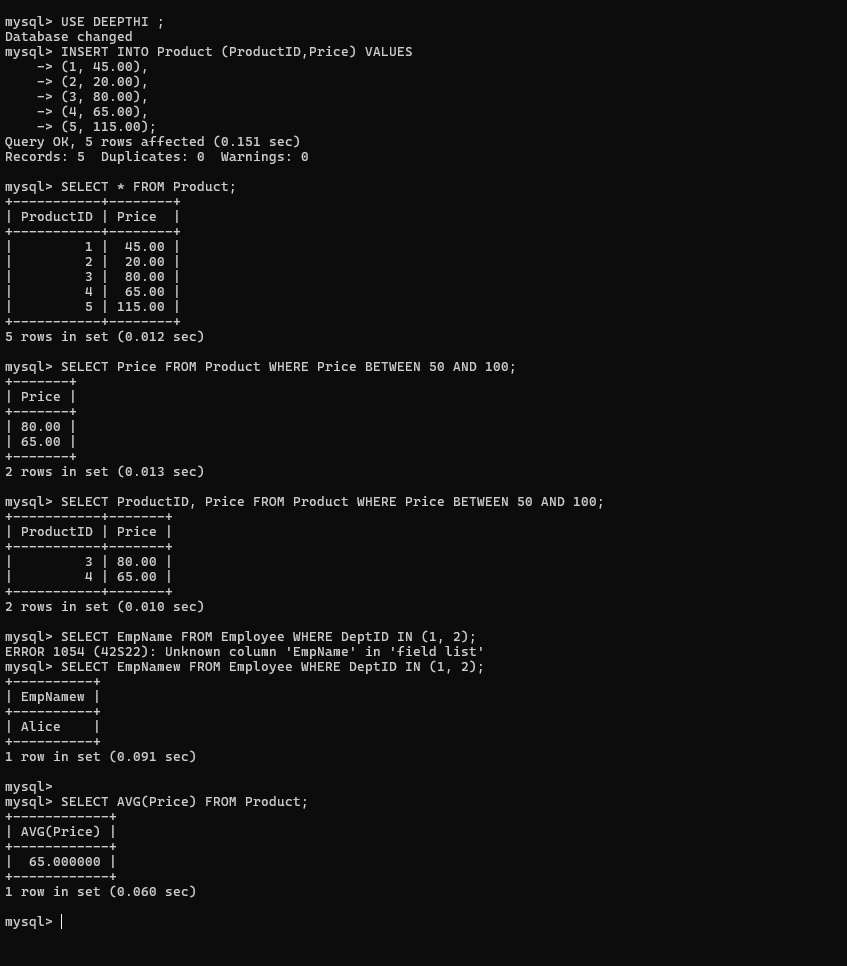 mysql> USE DEEPTHI ;
Database changed
mysql> INSERT INTO Product (ProductID,Price) VALUES
    -> (1, 45.00),
    -> (2, 20.00),
    -> (3, 80.00),
    -> (4, 65.00),
    -> (5, 115.00);
Query OK, 5 rows affected (0.151 sec)
Records: 5  Duplicates: 0  Warnings: 0

mysql> SELECT * FROM Product;
+-----------+--------+
| ProductID | Price  |
+-----------+--------+
|         1 |  45.00 |
|         2 |  20.00 |
|         3 |  80.00 |
|         4 |  65.00 |
|         5 | 115.00 |
+-----------+--------+
5 rows in set (0.012 sec)

mysql> SELECT Price FROM Product WHERE Price BETWEEN 50 AND 100;
+-------+
| Price |
+-------+
| 80.00 |
| 65.00 |
+-------+
2 rows in set (0.013 sec)

mysql> SELECT ProductID, Price FROM Product WHERE Price BETWEEN 50 AND 100;
+-----------+-------+
| ProductID | Price |
+-----------+-------+
|         3 | 80.00 |
|         4 | 65.00 |
+-----------+-------+
2 rows in set (0.010 sec)

mysql> SELECT EmpName FROM Employee WHERE DeptID IN (1, 2);
ERROR 1054 (42S22): Unknown column 'EmpName' in 'field list'
mysql> SELECT EmpNamew FROM Employee WHERE DeptID IN (1, 2);
+----------+
| EmpNamew |
+----------+
| Alice    |
+----------+
1 row in set (0.091 sec)

mysql>
mysql> SELECT AVG(Price) FROM Product;
+------------+
| AVG(Price) |
+------------+
|  65.000000 |
+------------+
1 row in set (0.060 sec)

mysql>